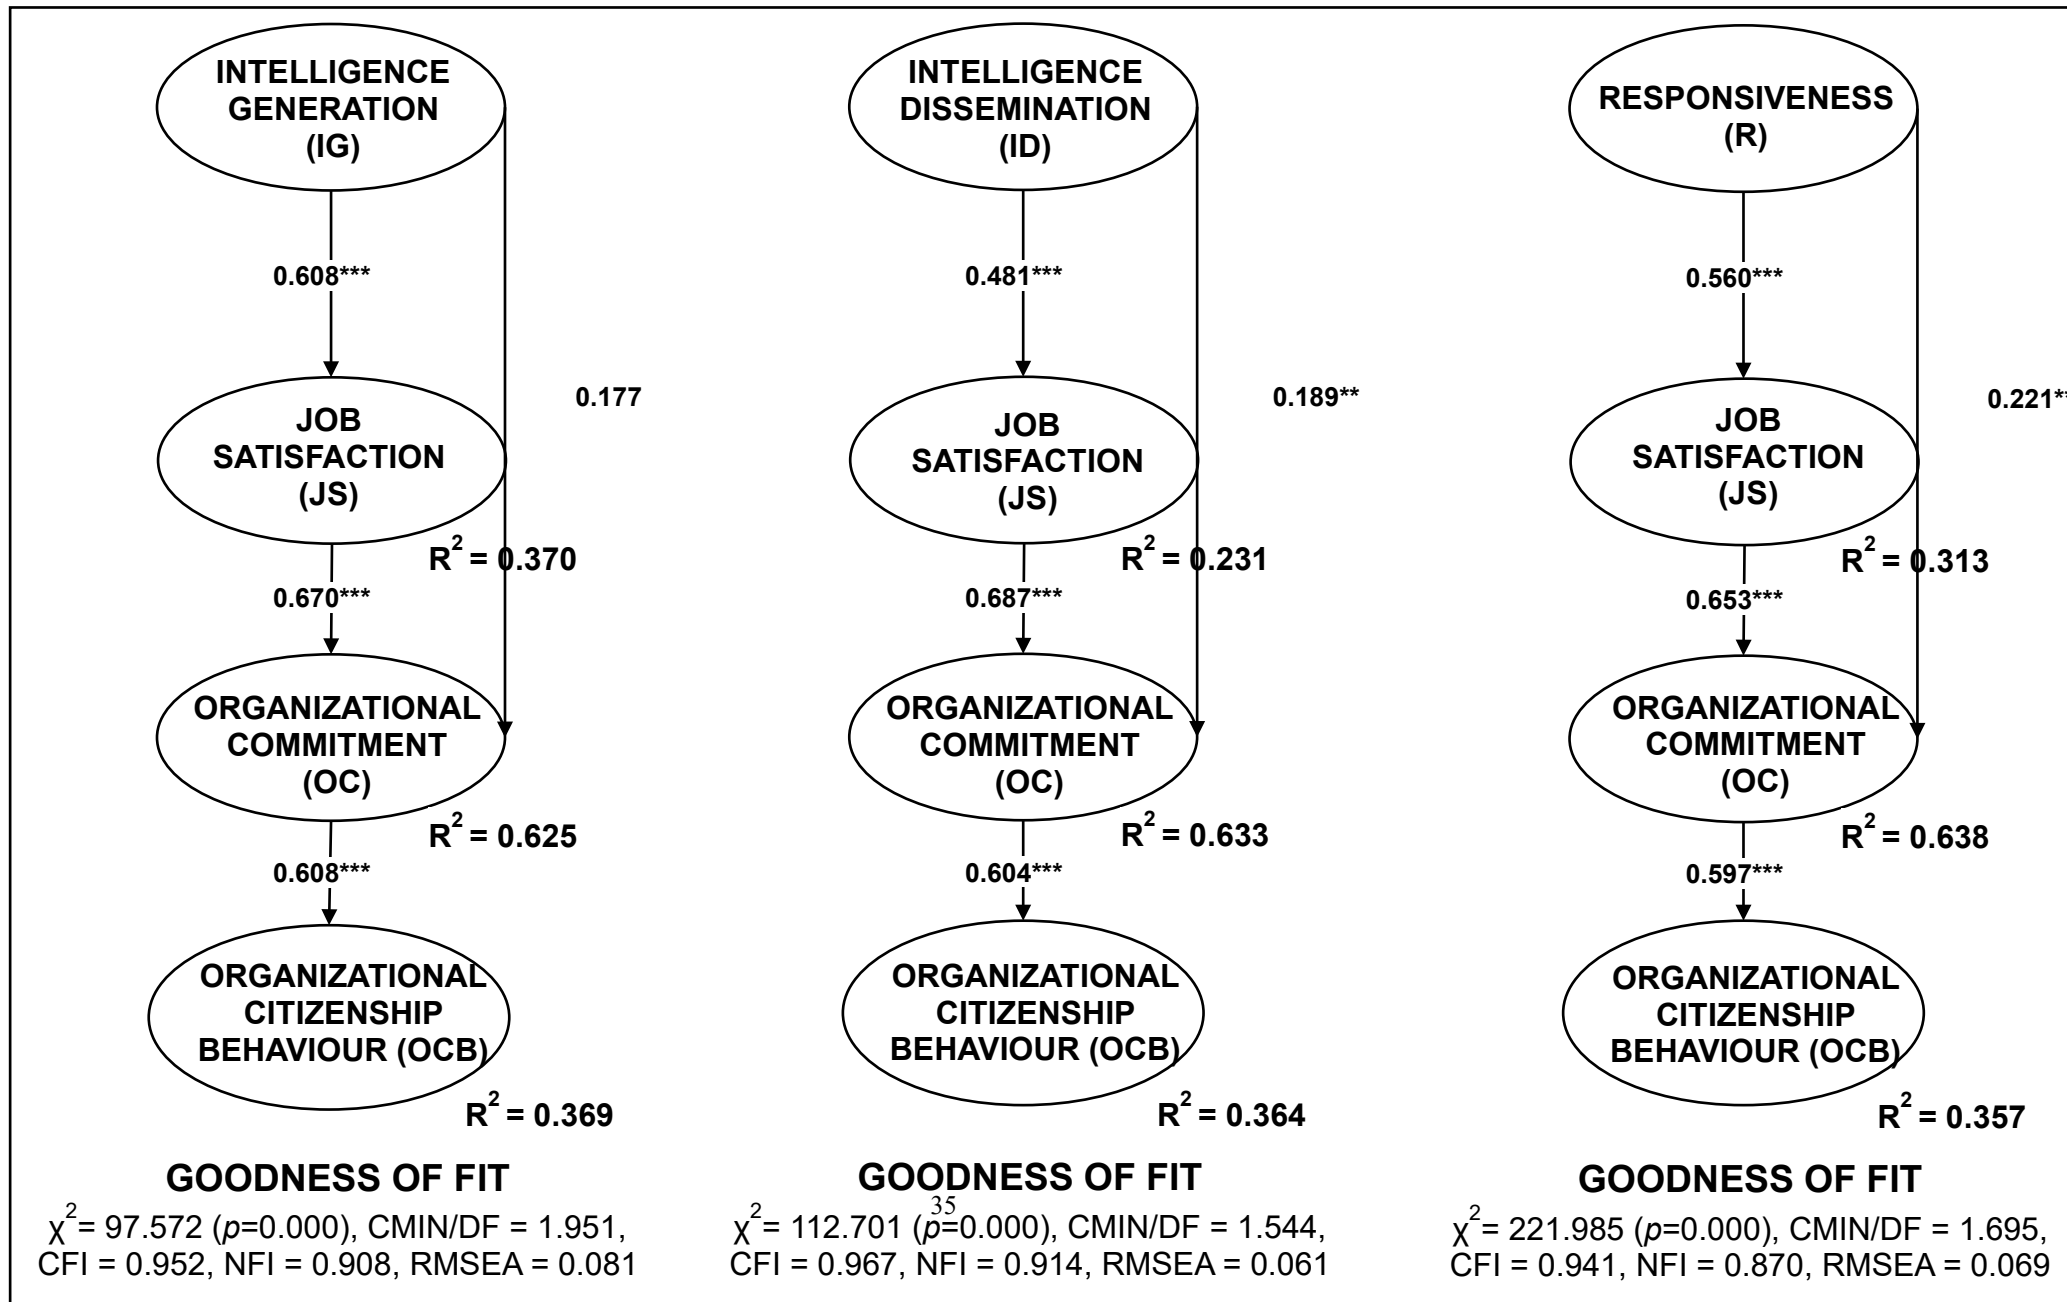 INTELLIGENCE
GENERATION
(IG)
0.608***
0.177
JOB
SATISFACTION
(JS)
R² = 0.370
0.670***
ORGANIZATIONAL
COMMITMENT
(OC)
R² = 0.625
0.608***
ORGANIZATIONAL
CITIZENSHIP
BEHAVIOUR (OCB)
R² = 0.369
GOODNESS OF FIT
χ²= 97.572 (p=0.000), CMIN/DF = 1.951,
CFI = 0.952, NFI = 0.908, RMSEA = 0.081
INTELLIGENCE
DISSEMINATION
(ID)
0.481***
0.189**
JOB
SATISFACTION
(JS)
R² = 0.231
0.687***
ORGANIZATIONAL
COMMITMENT
(OC)
R² = 0.633
0.604***
ORGANIZATIONAL
CITIZENSHIP
BEHAVIOUR (OCB)
R² = 0.364
GOODNESS OF FIT
35
χ²= 112.701 (p=0.000), CMIN/DF = 1.544,
CFI = 0.967, NFI = 0.914, RMSEA = 0.061
RESPONSIVENESS
(R)
0.560***
0.221**
JOB
SATISFACTION
(JS)
R² = 0.313
0.653***
ORGANIZATIONAL
COMMITMENT
(OC)
R² = 0.638
0.597***
ORGANIZATIONAL
CITIZENSHIP
BEHAVIOUR (OCB)
R² = 0.357
GOODNESS OF FIT
χ²= 221.985 (p=0.000), CMIN/DF = 1.695,
CFI = 0.941, NFI = 0.870, RMSEA = 0.069